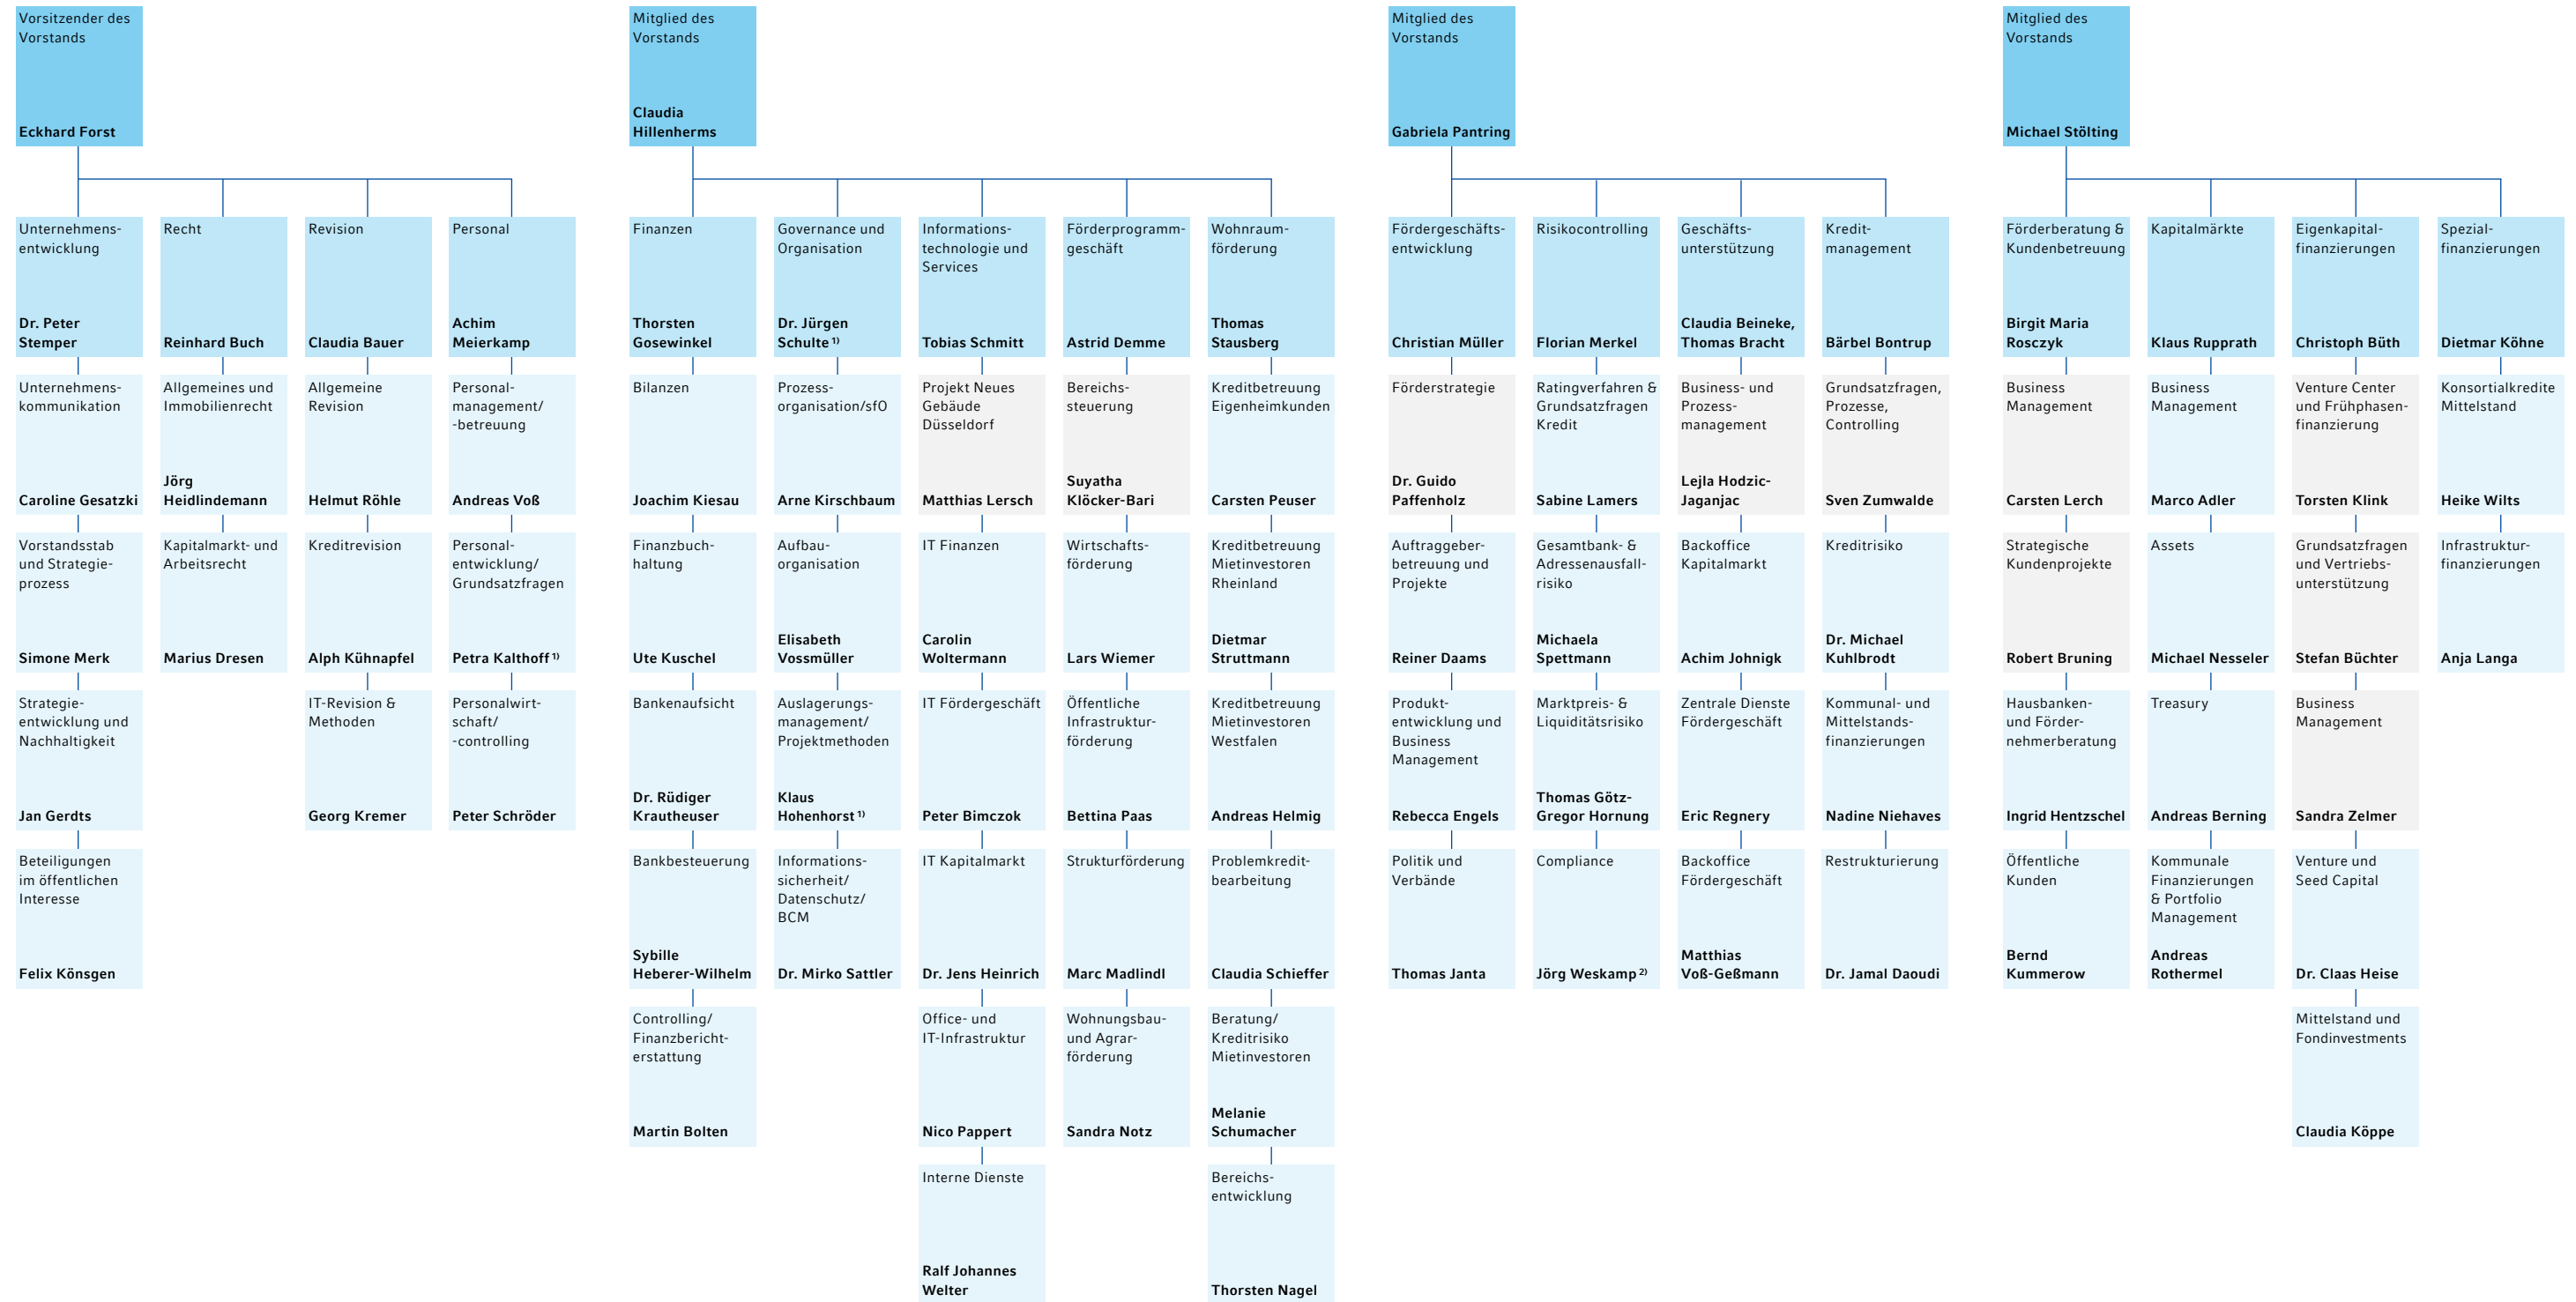 Vorsitzender des
Vorstands
Eckhard Forst
Mitglied des
Vorstands
Claudia
Hillenherms
Mitglied des
Vorstands
Gabriela Pantring
Mitglied des
Vorstands
Michael Stölting
Unternehmens-
entwicklung
Dr. Peter
Stemper
Recht
Reinhard Buch
Revision
Claudia Bauer
Personal
Achim
Meierkamp
Finanzen
Thorsten
Gosewinkel
Governance und
Organisation
Dr. Jürgen
Schulte 1)
Informations-
technologie und
Services
Tobias Schmitt
Förderprogramm-
geschäft
Astrid Demme
Wohnraum-
förderung
Thomas
Stausberg
Fördergeschäfts-
entwicklung
Christian Müller
Risikocontrolling
Florian Merkel
Geschäfts-
unterstützung
Claudia Beineke,
Thomas Bracht
Kredit-
management
Bärbel Bontrup
Förderberatung &
Kundenbetreuung
Birgit Maria
Rosczyk
Kapitalmärkte
Klaus Rupprath
Eigenkapital-
finanzierungen
Christoph Büth
Spezial-
finanzierungen
Dietmar Köhne
Unternehmens-
kommunikation
Caroline Gesatzki
Allgemeines und
Immobilienrecht
Jörg
Heidlindemann
Allgemeine
Revision
Helmut Röhle
Personal-
management/
-betreuung
Andreas Voß
Bilanzen
Joachim Kiesau
Prozess-
organisation/sfO
Arne Kirschbaum
Projekt Neues
Gebäude
Düsseldorf
Matthias Lersch
Bereichs-
steuerung
Suyatha
Klöcker-Bari
Kreditbetreuung
Eigenheimkunden
Carsten Peuser
Förderstrategie
Dr. Guido
Paffenholz
Ratingverfahren &
Grundsatzfragen
Kredit
Sabine Lamers
Business- und
Prozess-
management
Lejla Hodzic-
Jaganjac
Grundsatzfragen,
Prozesse,
Controlling
Sven Zumwalde
Business
Management
Carsten Lerch
Business
Management
Marco Adler
Venture Center
und Frühphasen-
finanzierung
Torsten Klink
Konsortialkredite
Mittelstand
Heike Wilts
Vorstandsstab
und Strategie-
prozess
Simone Merk
Kapitalmarkt- und
Arbeitsrecht
Marius Dresen
Kreditrevision
Alph Kühnapfel
Personal-
entwicklung/
Grundsatzfragen
Petra Kalthoff 1)
Finanzbuch-
haltung
Ute Kuschel
Aufbau-
organisation
Elisabeth
Vossmüller
IT Finanzen
Carolin
Woltermann
Wirtschafts-
förderung
Lars Wiemer
Kreditbetreuung
Mietinvestoren
Rheinland
Dietmar
Struttmann
Auftraggeber-
betreuung und
Projekte
Reiner Daams
Gesamtbank- &
Adressenausfall-
risiko
Michaela
Spettmann
Backoffice
Kapitalmarkt
Achim Johnigk
Kreditrisiko
Dr. Michael
Kuhlbrodt
Strategische
Kundenprojekte
Robert Bruning
Assets
Michael Nesseler
Grundsatzfragen
und Vertriebs-
unterstützung
Stefan Büchter
Infrastruktur-
finanzierungen
Anja Langa
Strategie-
entwicklung und
Nachhaltigkeit
Jan Gerdts
IT-Revision &
Methoden
Georg Kremer
Personalwirt-
schaft/
-controlling
Peter Schröder
Bankenaufsicht
Dr. Rüdiger
Krautheuser
Auslagerungs-
management/
Projektmethoden
Klaus
Hohenhorst 1)
IT Fördergeschäft
Peter Bimczok
Öffentliche
Infrastruktur-
förderung
Bettina Paas
Kreditbetreuung
Mietinvestoren
Westfalen
Andreas Helmig
Produkt-
entwicklung und
Business
Management
Rebecca Engels
Marktpreis- &
Liquiditätsrisiko
Thomas Götz-
Gregor Hornung
Zentrale Dienste
Fördergeschäft
Eric Regnery
Kommunal- und
Mittelstands-
finanzierungen
Nadine Niehaves
Hausbanken-
und Förder-
nehmerberatung
Ingrid Hentzschel
Treasury
Andreas Berning
Business
Management
Sandra Zelmer
Beteiligungen
im öffentlichen
Interesse
Felix Könsgen
Bankbesteuerung
Sybille
Heberer-Wilhelm
Informations-
sicherheit/
Datenschutz/
BCM
Dr. Mirko Sattler
IT Kapitalmarkt
Dr. Jens Heinrich
Strukturförderung
Marc Madlindl
Problemkredit-
bearbeitung
Claudia Schieffer
Politik und
Verbände
Thomas Janta
Compliance
Jörg Weskamp 2)
Backoffice
Fördergeschäft
Matthias
Voß-Geßmann
Restrukturierung
Dr. Jamal Daoudi
Öffentliche
Kunden
Bernd
Kummerow
Kommunale
Finanzierungen
& Portfolio
Management
Andreas
Rothermel
Venture und
Seed Capital
Dr. Claas Heise
Controlling/
Finanzbericht-
erstattung
Martin Bolten
Office- und
IT-Infrastruktur
Nico Pappert
Wohnungsbau-
und Agrar-
förderung
Sandra Notz
Beratung/
Kreditrisiko
Mietinvestoren
Melanie
Schumacher
Mittelstand und
Fondinvestments
Claudia Köppe
Interne Dienste
Ralf Johannes
Welter
Bereichs-
entwicklung
Thorsten Nagel